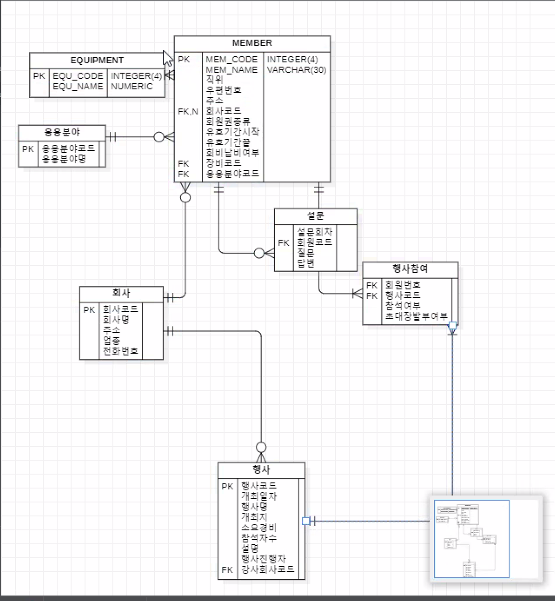 MEMBER
PK MEM_CODE INTEGER(4)
MEM_NAME VARCHAR(30)
직위
우편번호
주소
FK,N 회사코드
회원권종류
유효기간시작
유효기간끝
회비납비여부
FK 장비코드
FK 응용분야코드
EQUIPMENT
PK EQU_CODE INTEGER(4)
EQU_NAME NUMERIC
응용분야
PK 응용분야코드
응용분야명
설문
설문회차
FK 회원코드
질문
답변
행사참여
FK 회원번호
FK 행사코드
참석여부
초대장발부여부
회사
PK 회사코드
회사명
주소
업종
전화번호
행사
PK 행사코드
개최일자
행사명
개최지
소요경비
참석자수
설명
행사진행자
FK 강사회사코드